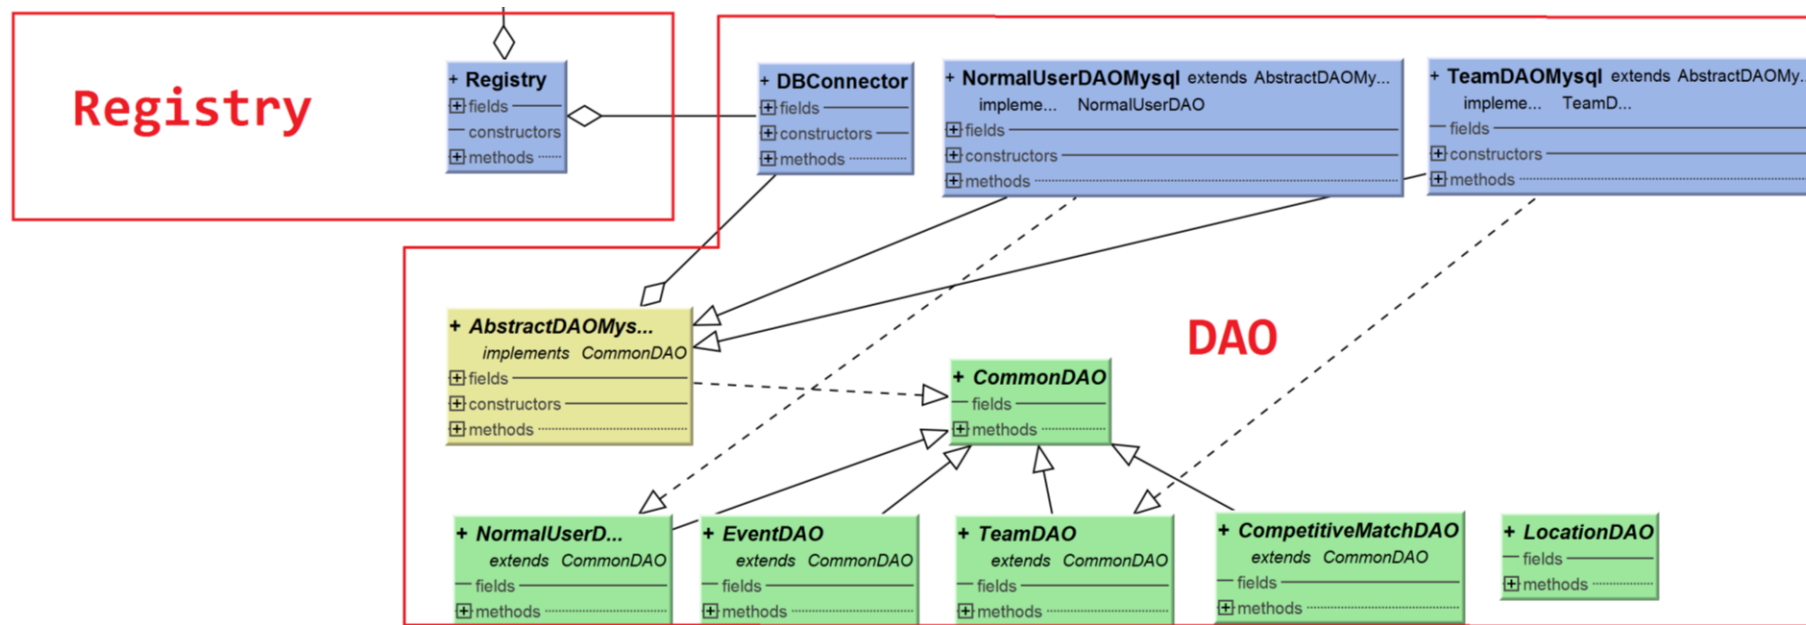 Registry
+ Registry
fields
constructors
methods
+ DBConnector
fields
constructors
methods
+ NormalUserDAOMysql extends AbstractDAOMy...
impleme... NormalUserDAO
fields
constructors
methods
+ TeamDAOMysql extends AbstractDAOMy..
impleme... TeamD...
fields
constructors
methods
+ AbstractDAOMys...
implements CommonDAO
fields
constructors
methods
DAO
+ CommonDAO
fields
methods
+ NormalUserD...
extends CommonDAO
fields
methods
+ EventDAO
extends CommonDAO
fields
methods
+ TeamDAO
extends CommonDAO
fields
methods
+ CompetitiveMatchDAO
extends CommonDAO
fields
methods
+ LocationDAO
fields
methods